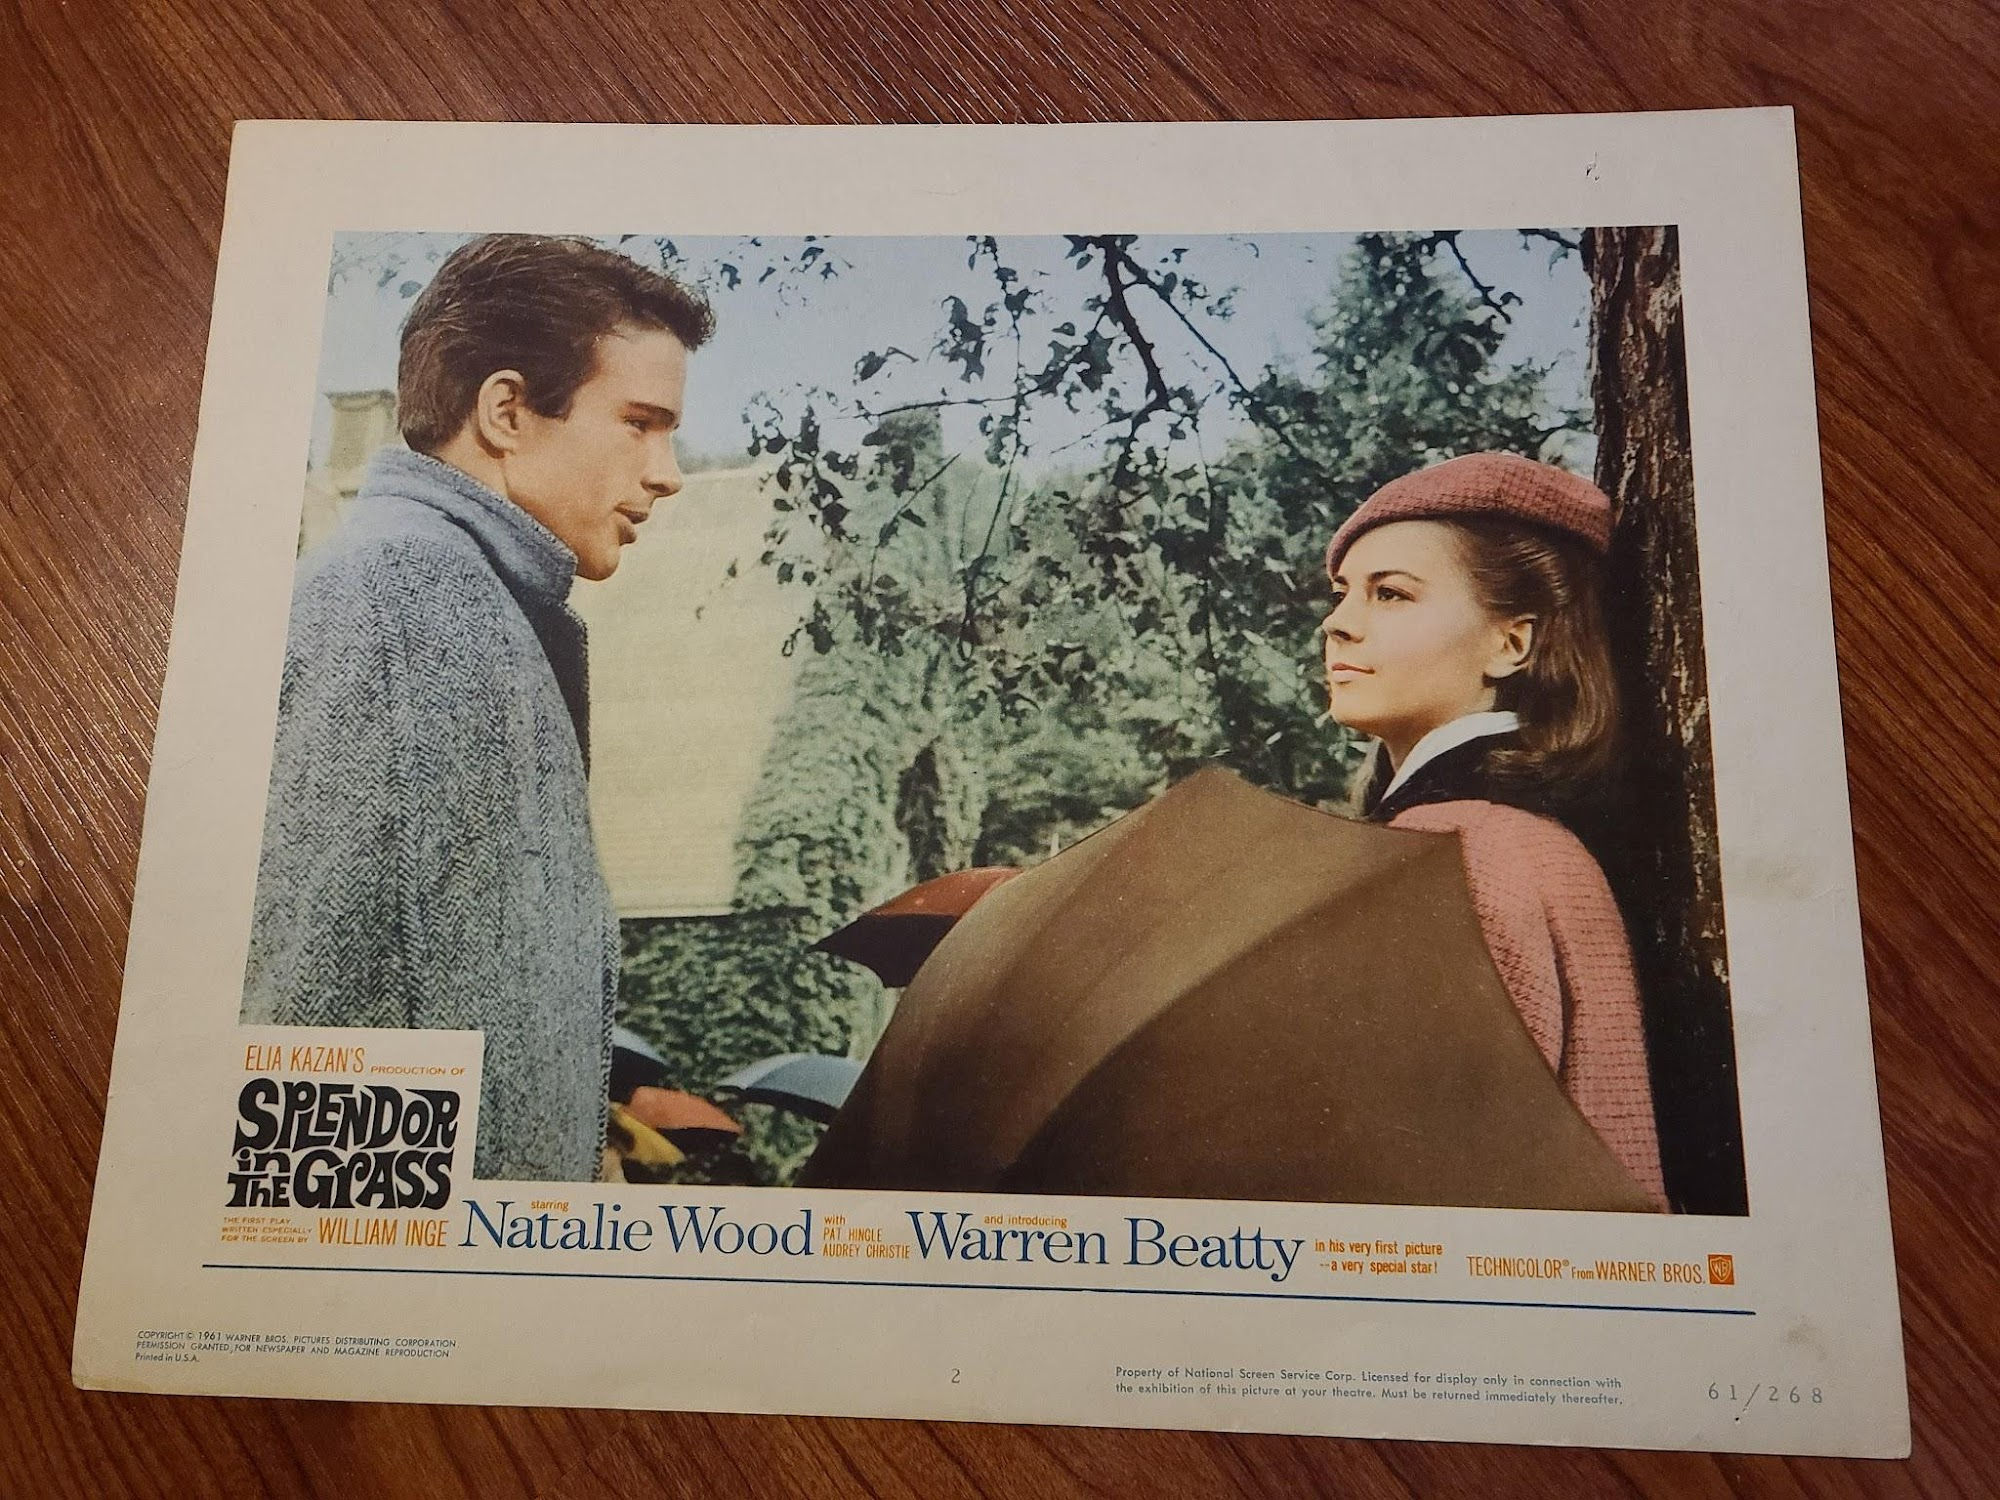 ELIA KAZAN'S PRODUCTION OF
SPLENDOR
in
THE GRASS
THE FIRST PLAY
WRITTEN ESPECIALLY
FOR THE SCREEN BY WILLIAM INGE
starring
Natalie Wood
with
PAT HINGLE
AUDREY CHRISTIE
and introducing
Warren Beatty
in his very first picture
--a very special star!
TECHNICOLOR® From WARNER BROS.
WB
COPYRIGHT © 1961 WARNER BROS. PICTURES DISTRIBUTING CORPORATION
PERMISSION GRANTED FOR NEWSPAPER AND MAGAZINE REPRODUCTION
Printed in U.S.A.
2
Property of National Screen Service Corp. Licensed for display only in connection with
the exhibition of this picture at your theatre. Must be returned immediately thereafter.
61/268